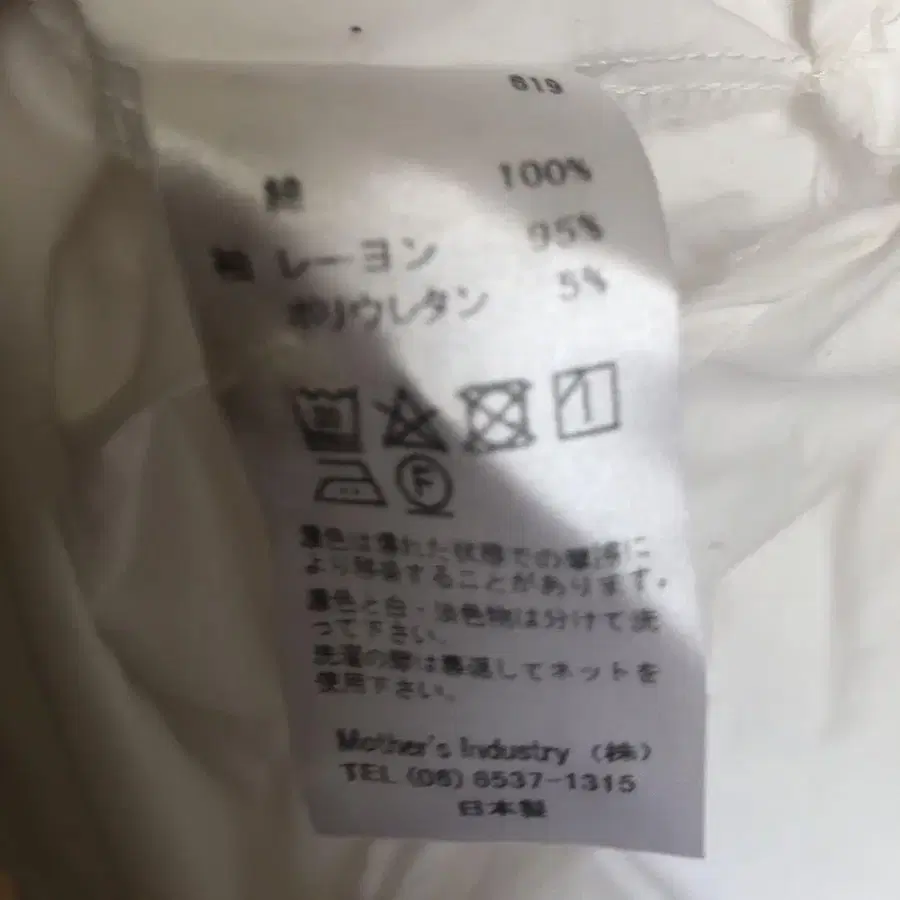 619
綿 100%
袖 レーヨン 95%
ポリウレタン 5%
濃色は濡れた状態での摩擦に
より移染することがあります。
濃色と白・淡色物は分けて洗
って下さい。
洗濯の際は裏返してネットを
使用下さい。
Mother's Industry (株)
TEL (06) 6537-1315
日本製